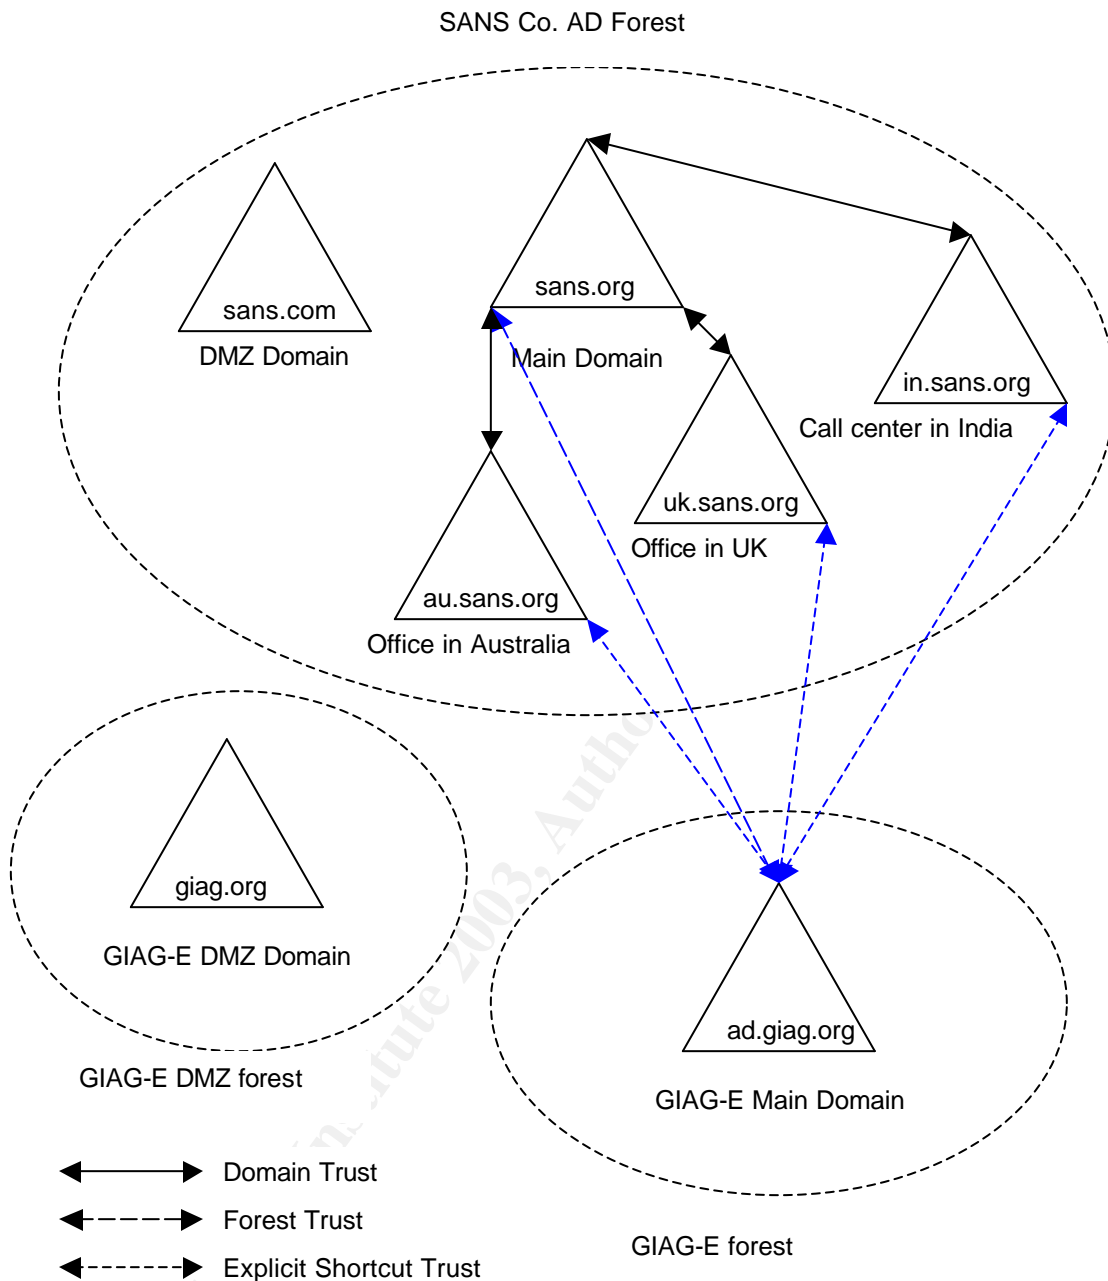 SANS Co. AD Forest
sans.com
DMZ Domain
sans.org
Main Domain
in.sans.org
Call center in India
uk.sans.org
Office in UK
au.sans.org
Office in Australia
giag.org
GIAG-E DMZ Domain
GIAG-E DMZ forest
ad.giag.org
GIAG-E Main Domain
GIAG-E forest
Domain Trust
Forest Trust
Explicit Shortcut Trust
2003,